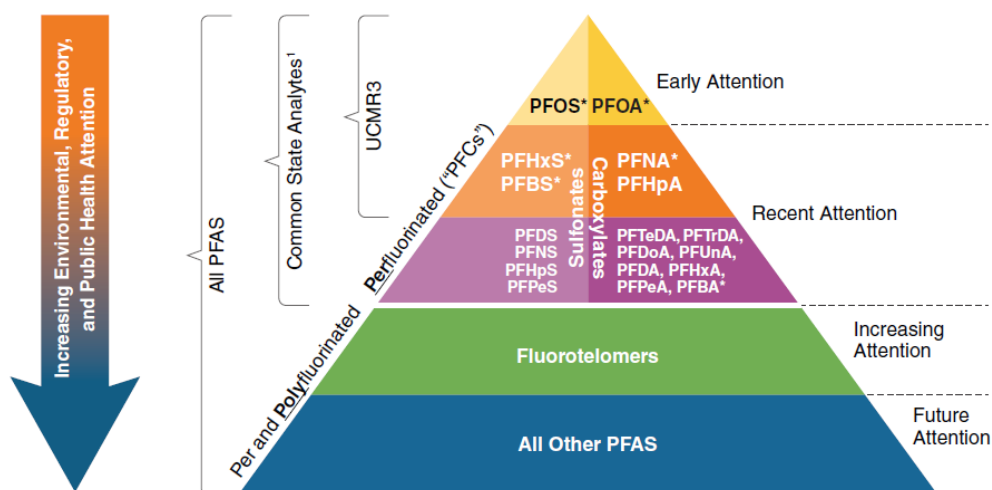 Increasing Environmental, Regulatory,
and Public Health Attention
All PFAS
Common State Analytes¹
UCMR3
Perfluorinated ("PFCs")
Per and Polyfluorinated
PFOS* PFOA*
PFHxS*
PFBS*
Sulfonates
Carboxylates
PFNA*
PFHpA
PFDS
PFNS
PFHpS
PFPeS
PFTeDA, PFTrDA,
PFDoA, PFUnA,
PFDA, PFHxA,
PFPeA, PFBA*
Fluorotelomers
All Other PFAS
Early Attention
Recent Attention
Increasing
Attention
Future
Attention